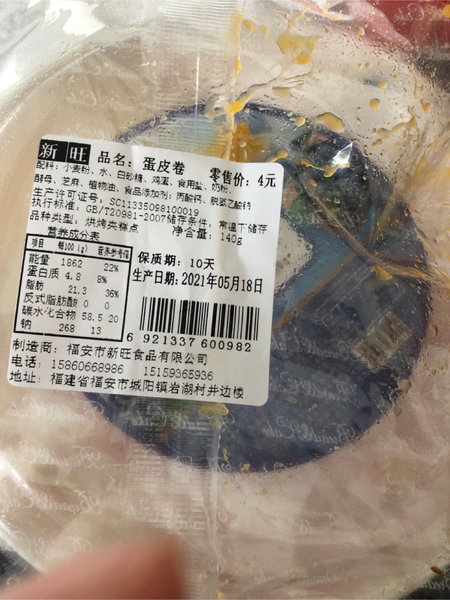 新旺 品名：蛋皮卷 零售价：4元
配料：小麦粉、水、白砂糖、鸡蛋、食用盐、奶粉、
酵母、芝麻、植物油、食品添加剂：丙酸钙、脱氢乙酸钠
生产许可证号：SC11335098100019
执行标准：GB/T20981-2007 储存条件：常温下储存
品种类型：烘烤类糕点 净含量：140g
营养成分表
项目 每100(g) 营养参考值
能量 1862 22%
蛋白质 4.8 8%
脂肪 21.3 36%
反式脂肪酸 0 0
碳水化合物 58.5 20
钠 268 13
保质期：10天
生产日期：2021年05月18日
6 921337 600982
制造商：福安市新旺食品有限公司
电话：15860668986 15159365936
地址：福建省福安市城阳镇岩湖村井边楼
Bread&Cake